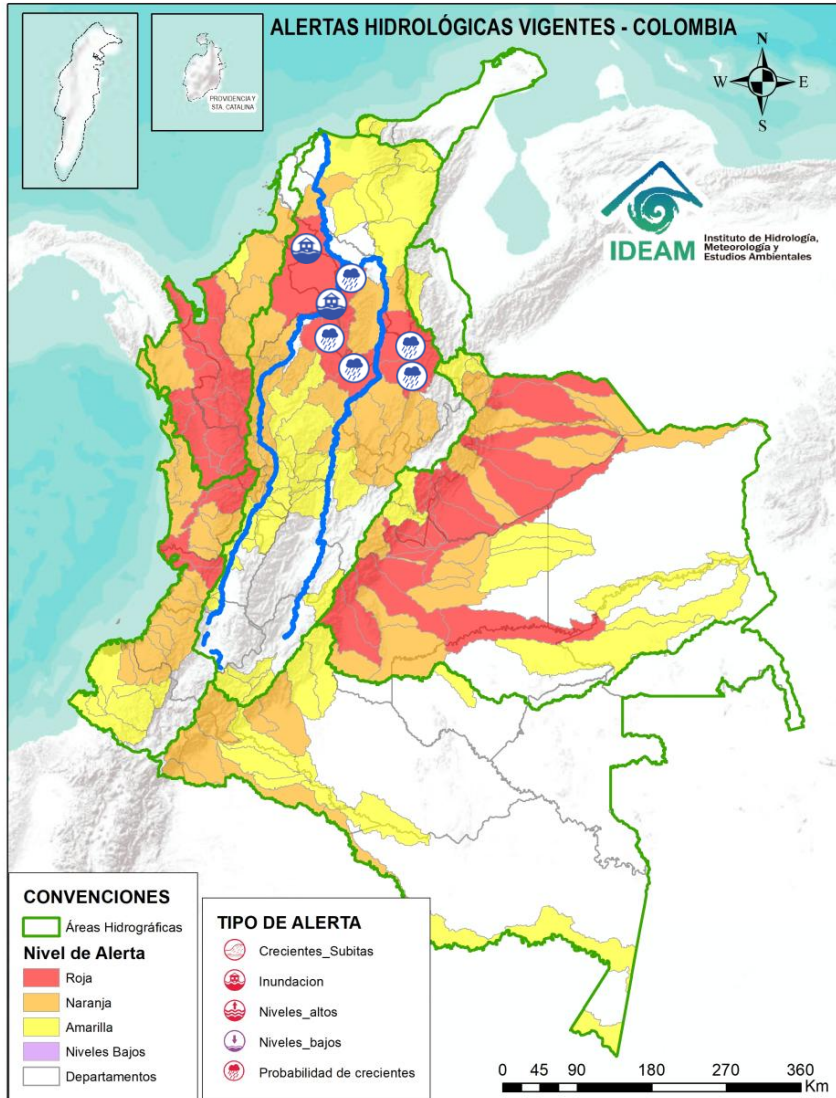 ALERTAS HIDROLÓGICAS VIGENTES - COLOMBIA
PROVIDENCIA Y
STA. CATALINA
N
W
E
S
IDEAM
Instituto de Hidrología,
Meteorología y
Estudios Ambientales
CONVENCIONES
Áreas Hidrográficas
Nivel de Alerta
Roja
Naranja
Amarilla
Niveles Bajos
Departamentos
TIPO DE ALERTA
Crecientes_Subitas
Inundacion
Niveles_altos
Niveles_bajos
Probabilidad de crecientes
0 45 90 180 270 360
Km